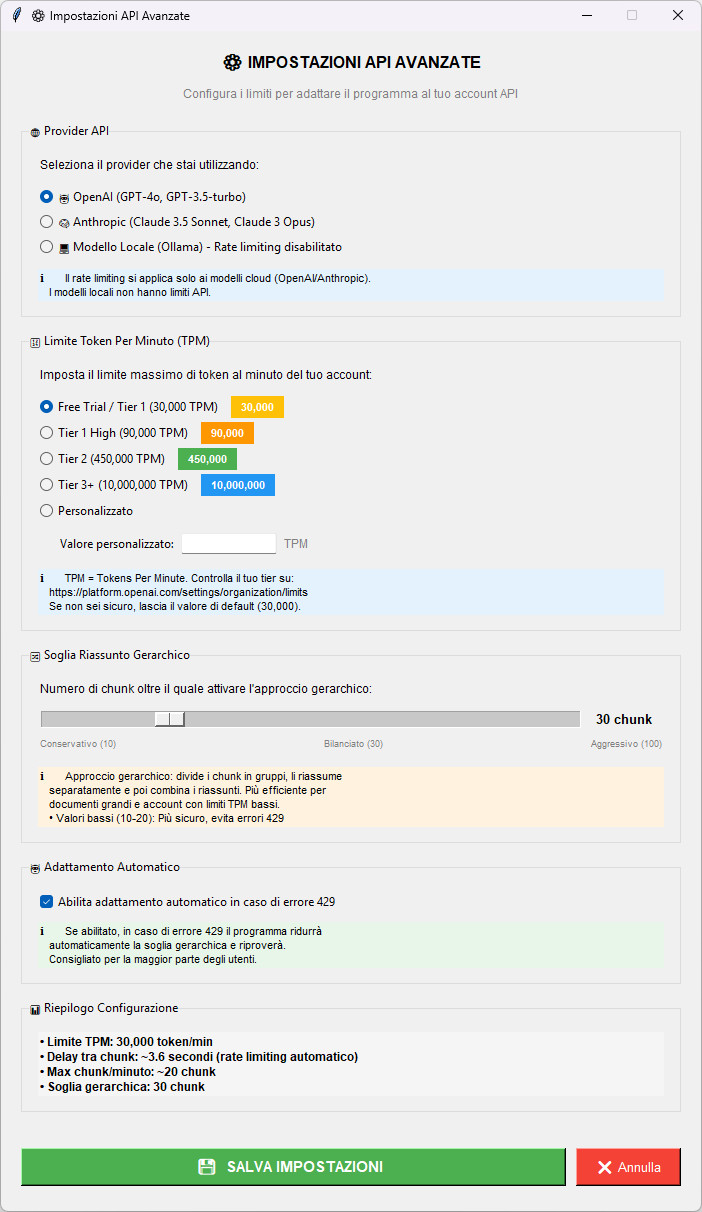 Impostazioni API Avanzate
IMPOSTAZIONI API AVANZATE
Configura i limiti per adattare il programma al tuo account API
Provider API
Seleziona il provider che stai utilizzando:
OpenAI (GPT-4o, GPT-3.5-turbo)
Anthropic (Claude 3.5 Sonnet, Claude 3 Opus)
Modello Locale (Ollama) - Rate limiting disabilitato
i Il rate limiting si applica solo ai modelli cloud (OpenAI/Anthropic).
I modelli locali non hanno limiti API.
Limite Token Per Minuto (TPM)
Imposta il limite massimo di token al minuto del tuo account:
Free Trial / Tier 1 (30,000 TPM) 30,000
Tier 1 High (90,000 TPM) 90,000
Tier 2 (450,000 TPM) 450,000
Tier 3+ (10,000,000 TPM) 10,000,000
Personalizzato
Valore personalizzato: TPM
i TPM = Tokens Per Minute. Controlla il tuo tier su:
https://platform.openai.com/settings/organization/limits
Se non sei sicuro, lascia il valore di default (30,000).
Soglia Riassunto Gerarchico
Numero di chunk oltre il quale attivare l'approccio gerarchico:
30 chunk
Conservativo (10) Bilanciato (30) Aggressivo (100)
i Approccio gerarchico: divide i chunk in gruppi, li riassume
separatamente e poi combina i riassunti. Più efficiente per
documenti grandi e account con limiti TPM bassi.
• Valori bassi (10-20): Più sicuro, evita errori 429
Adattamento Automatico
Abilita adattamento automatico in caso di errore 429
i Se abilitato, in caso di errore 429 il programma ridurrà
automaticamente la soglia gerarchica e riproverà.
Consigliato per la maggior parte degli utenti.
Riepilogo Configurazione
• Limite TPM: 30,000 token/min
• Delay tra chunk: ~3.6 secondi (rate limiting automatico)
• Max chunk/minuto: ~20 chunk
• Soglia gerarchica: 30 chunk
SALVA IMPOSTAZIONI Annulla